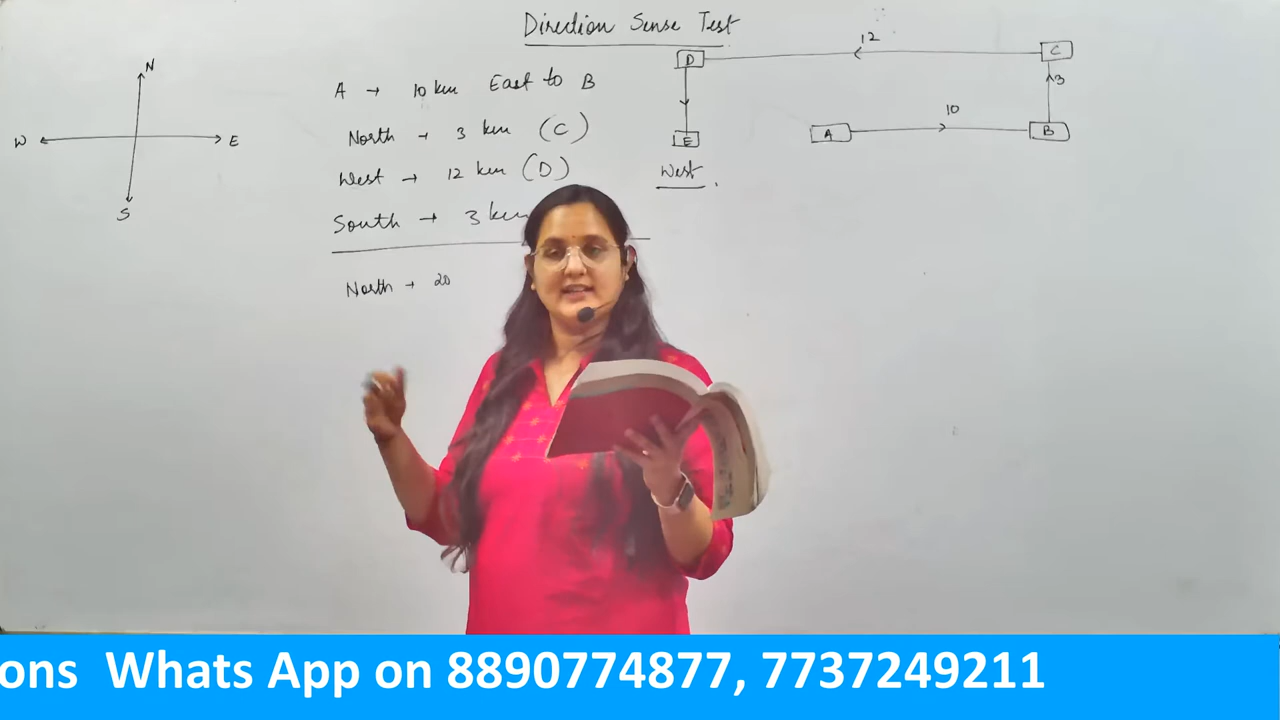 Direction Sense Test
N
W
E
S
A → 10 km East to B
North → 3 km (C)
West → 12 km (D)
South → 3 km
North → 20
D
12
C
3
E
A
10
B
West.
ons Whats App on 8890774877, 7737249211